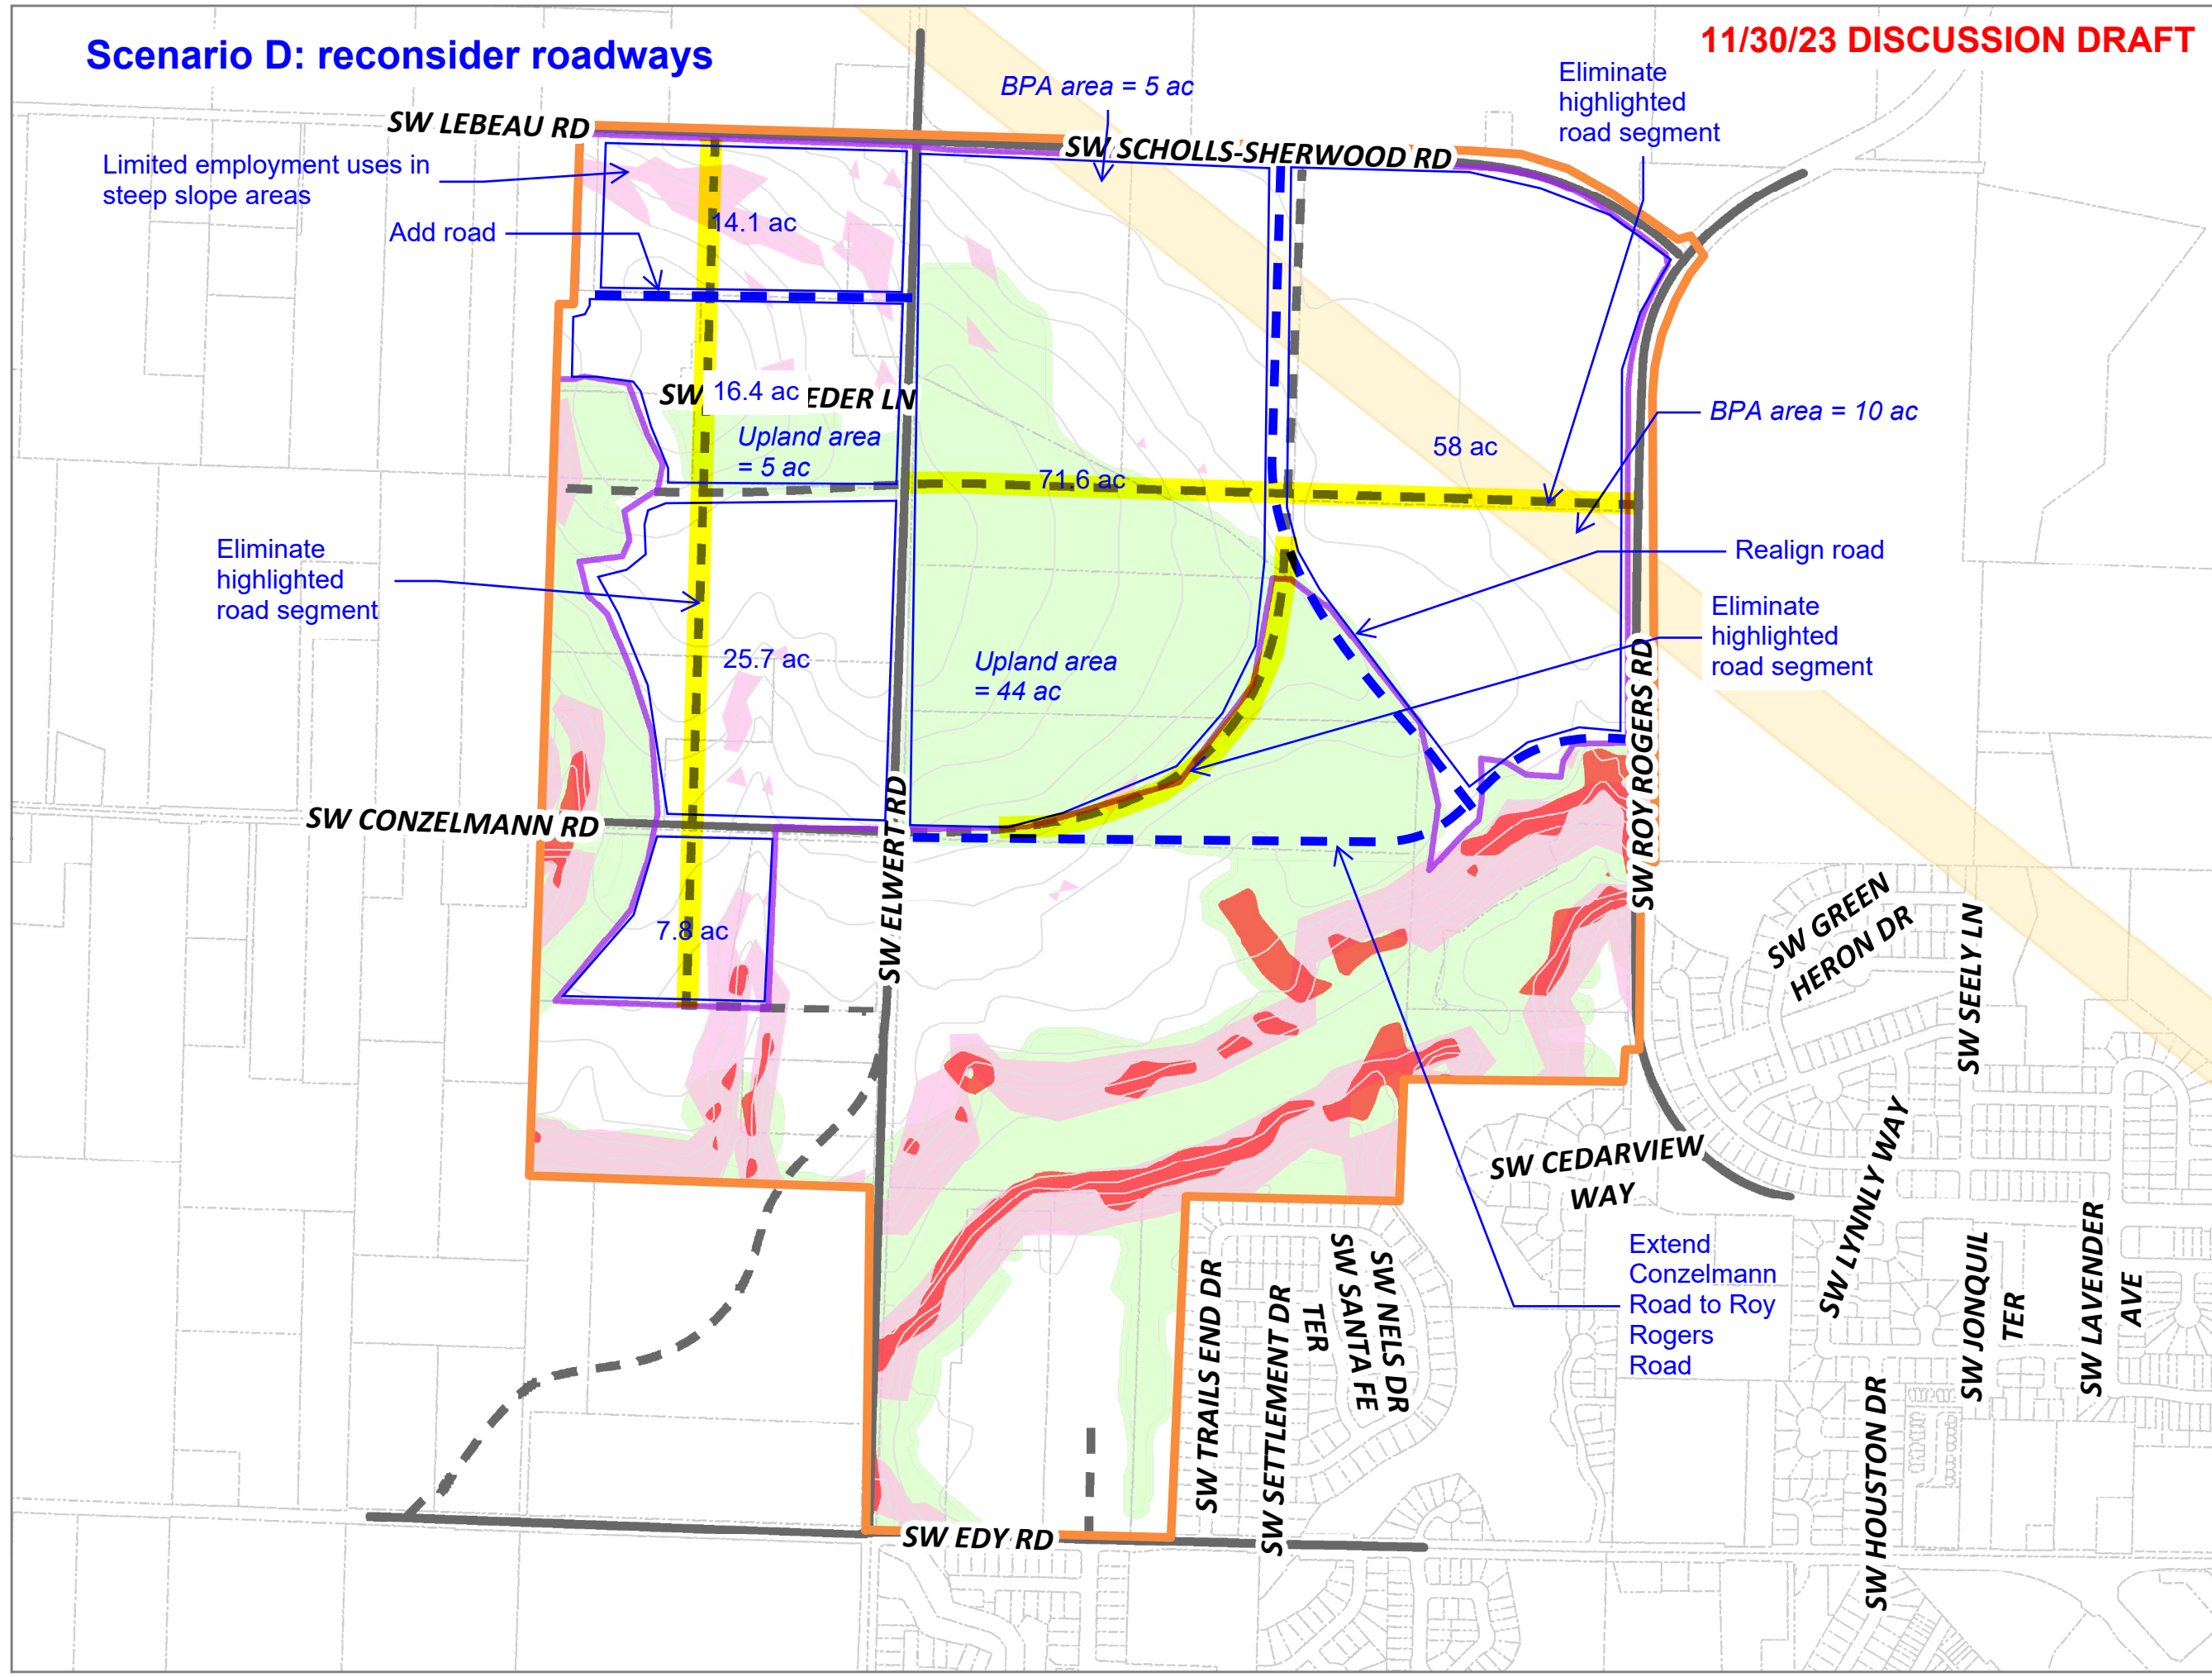 Scenario D: reconsider roadways
11/30/23 DISCUSSION DRAFT
BPA area = 5 ac
Eliminate
highlighted
road segment
SW LEBEAU RD
SW SCHOLLS-SHERWOOD RD
Limited employment uses in
steep slope areas
Add road
14.1 ac
SW
16.4 ac
EDER LN
Upland area
= 5 ac
71.6 ac
58 ac
BPA area = 10 ac
Eliminate
highlighted
road segment
Realign road
Eliminate
highlighted
road segment
25.7 ac
Upland area
= 44 ac
SW ROY ROGERS RD
SW CONZELMANN RD
SW ELWERT RD
7.8 ac
SW GREEN
HERON DR
SW SEELY LN
SW CEDARVIEW
WAY
SW LYNNLY WAY
Extend
Conzelmann
Road to Roy
Rogers
Road
SW TRAILS END DR
SW SETTLEMENT DR
SW SANTA FE
TER
SW NELS DR
SW JONQUIL
TER
SW LAVENDER
AVE
SW HOUSTON DR
SW EDY RD